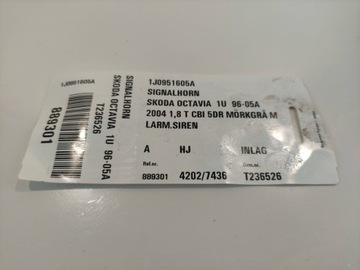 1J0951605A
SIGNALHORN
SKODA OCTAVIA 1U 96-05A
T236526
889301
1J0951605A
SIGNALHORN
SKODA OCTAVIA 1U 96-05A
2004 1,8 T CBI 5DR MÖRKGRÅ M
LARM.SIREN
A HJ INLAG
Ref.nr.
889301 4202/7436 T236526